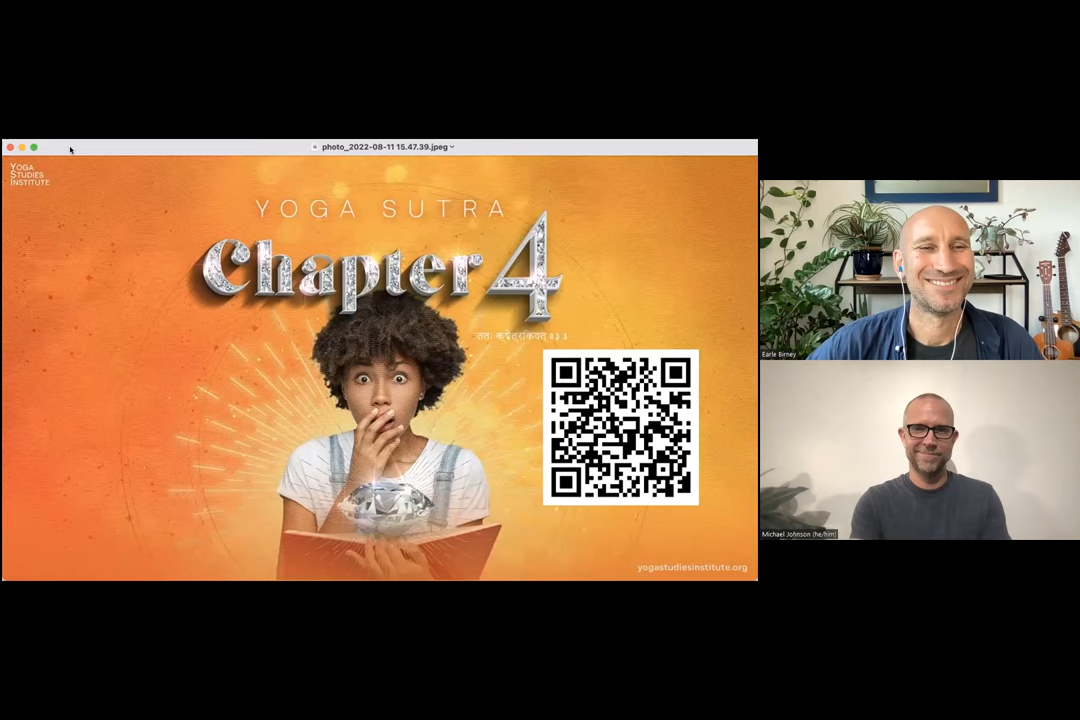 photo_2022-08-11 15.47.39.jpeg
YOGA
STUDIES
INSTITUTE
YOGA SUTRA
Chapter 4
ततः
yogastudiesinstitute.org
Earle Birney
Michael Johnson (he/him)